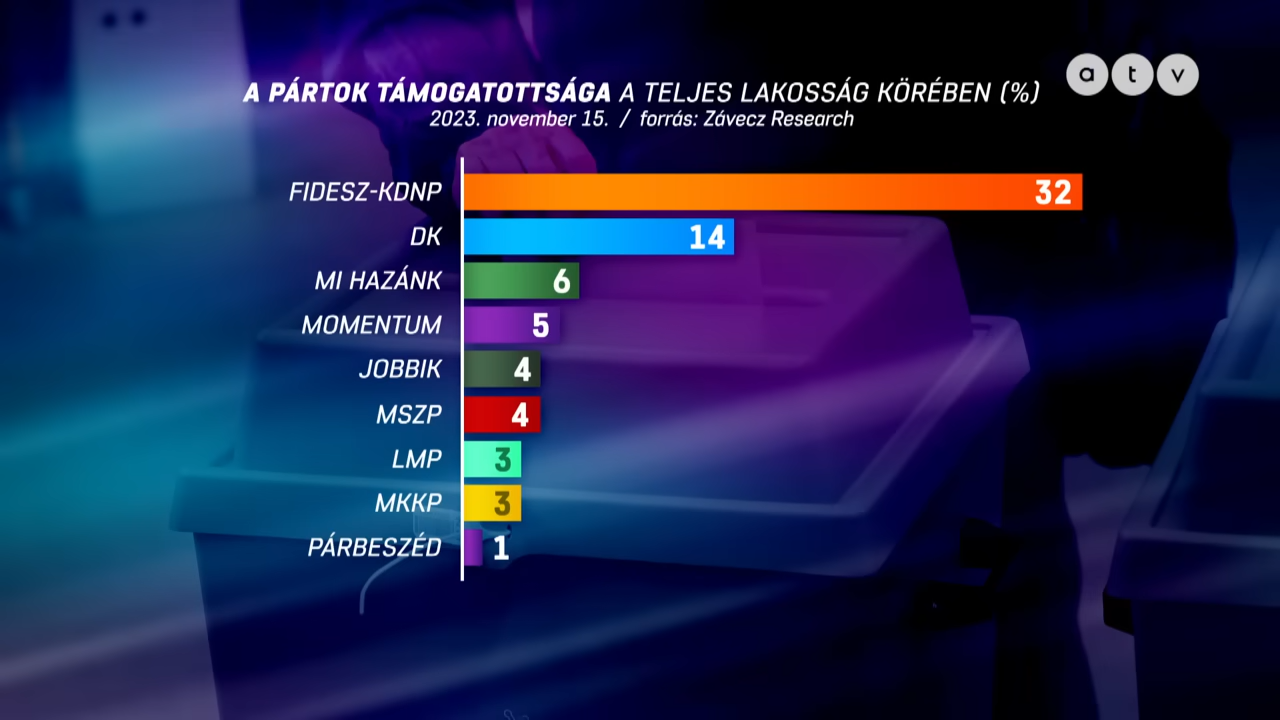 A PÁRTOK TÁMOGATOTTSÁGA A TELJES LAKOSSÁG KÖRÉBEN (%)
atv
2023. november 15. / forrás: Závecz Research
FIDESZ-KDNP 32
DK 14
MI HAZÁNK 6
MOMENTUM 5
JOBBIK 4
MSZP 4
LMP 3
MKKP 3
PÁRBESZÉD 1